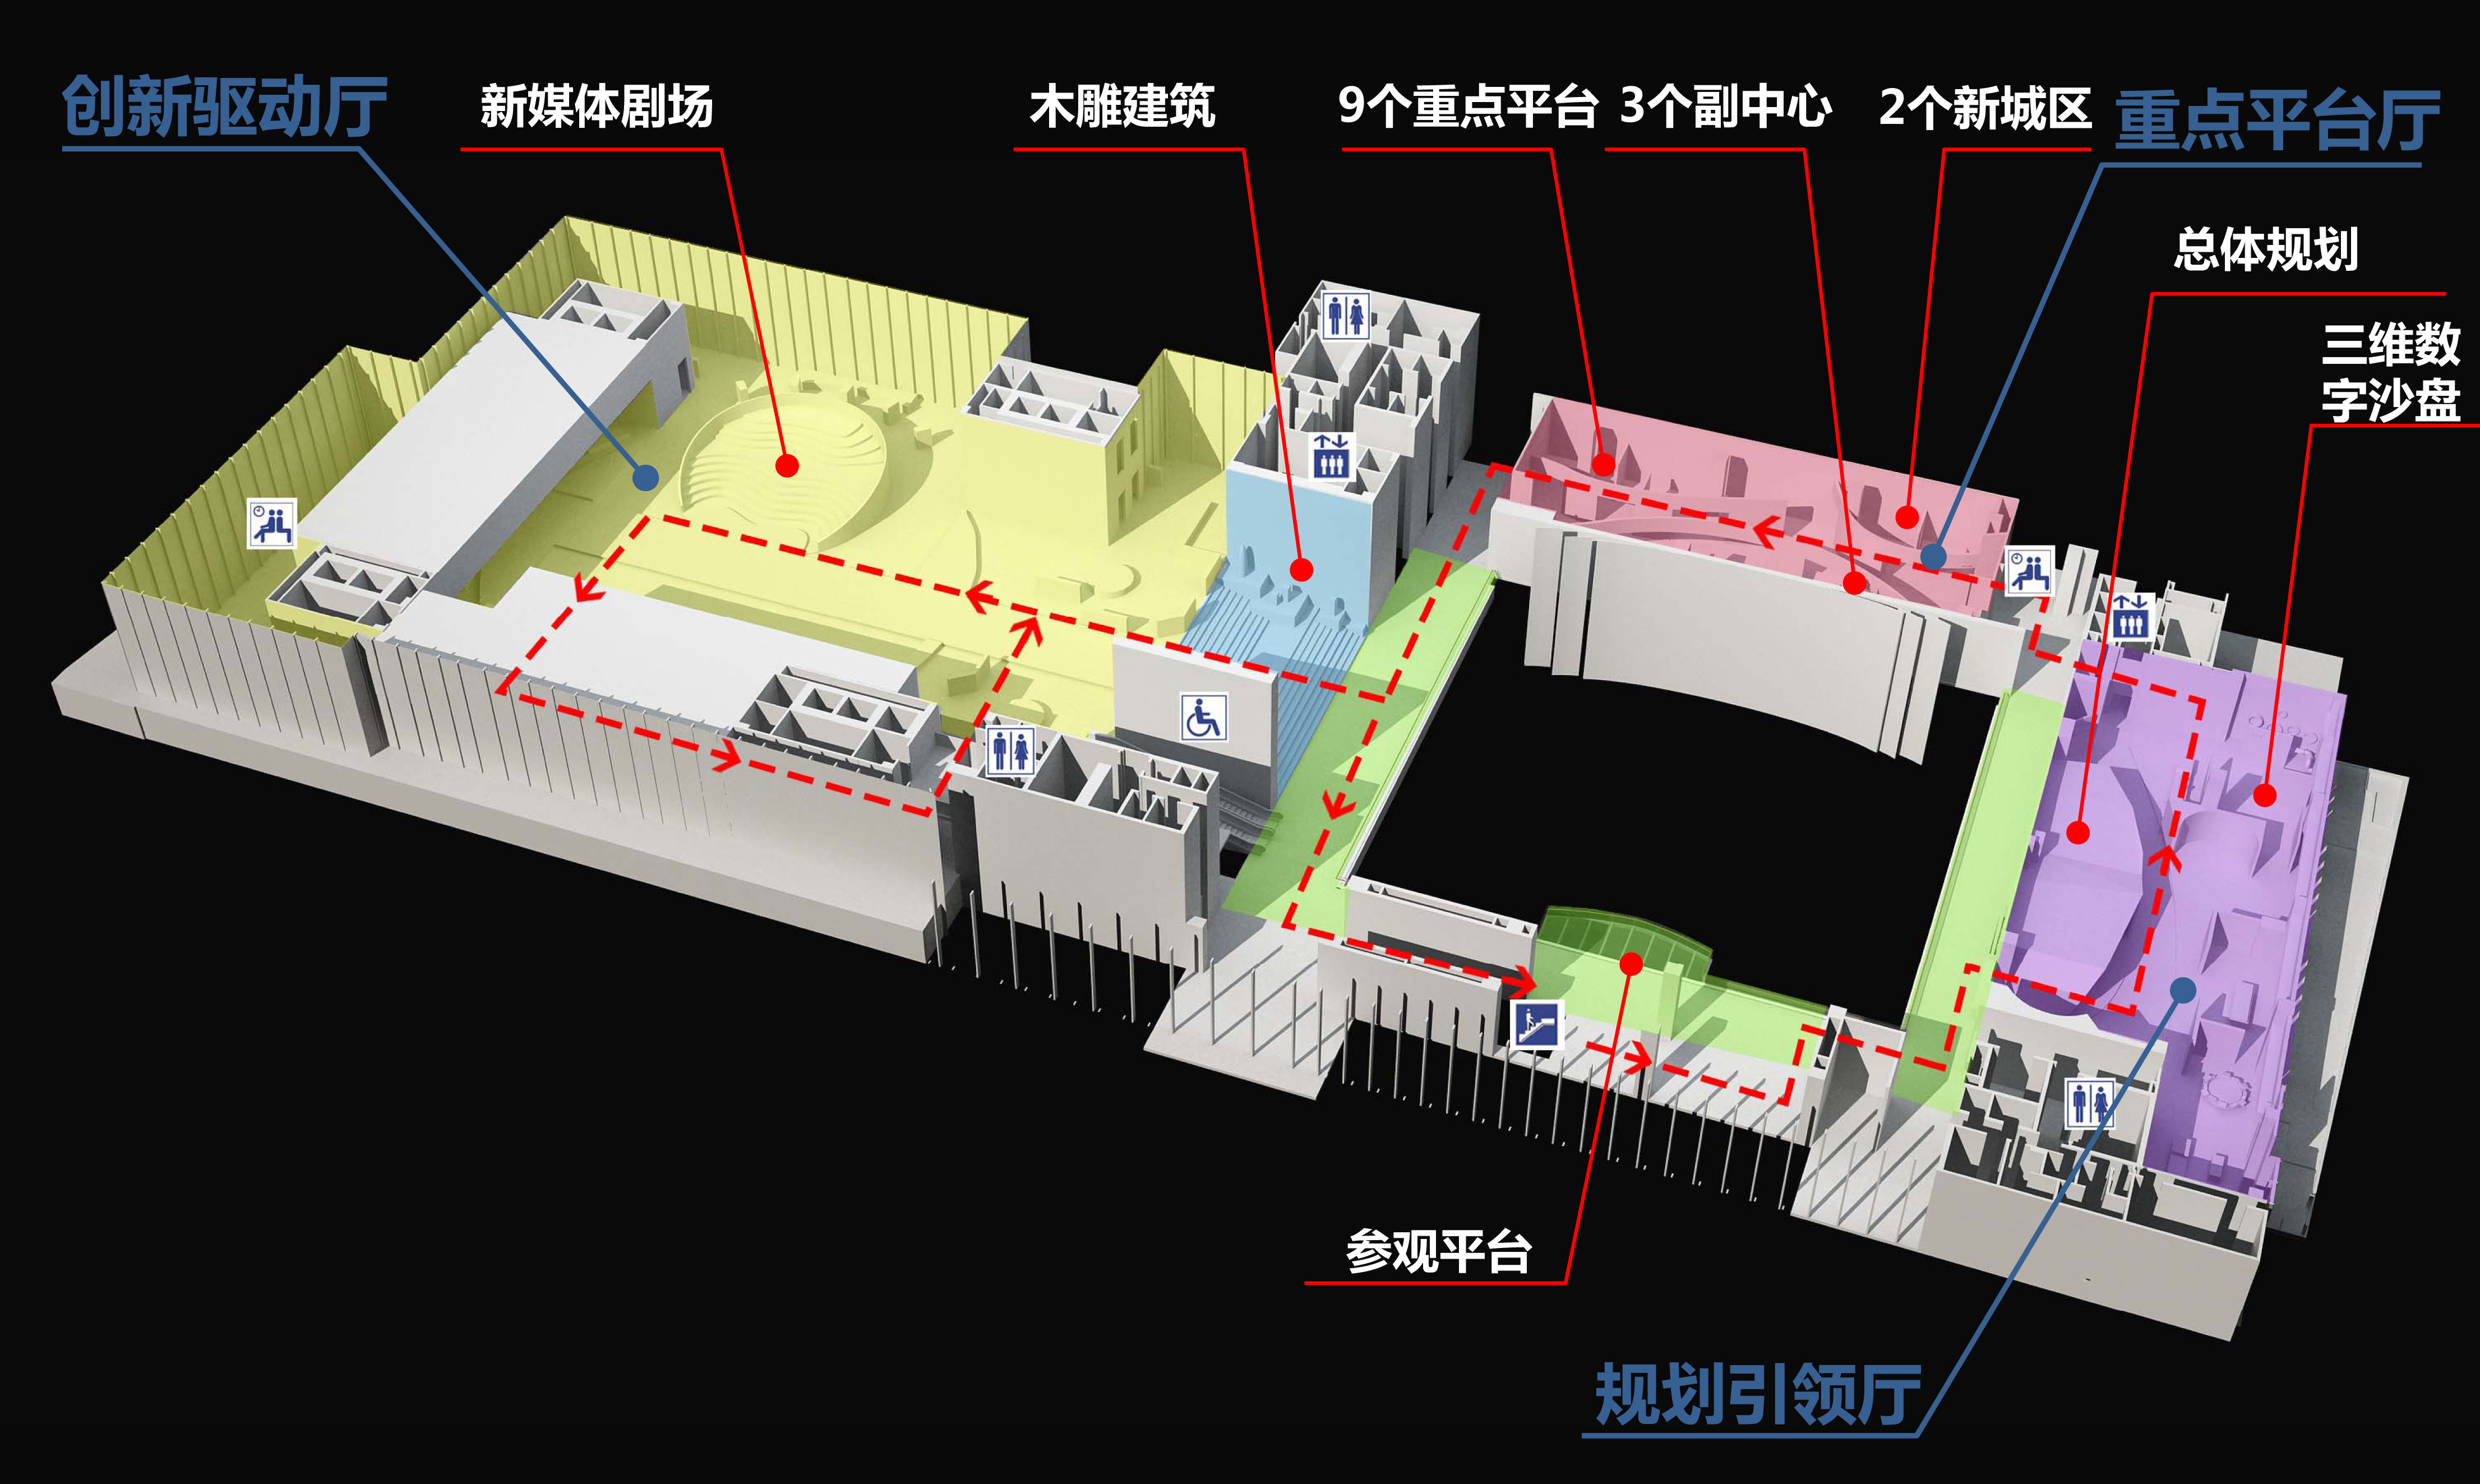 创新驱动厅
新媒体剧场
木雕建筑
9个重点平台
3个副中心
2个新城区
重点平台厅
总体规划
三维数
字沙盘
参观平台
规划引领厅